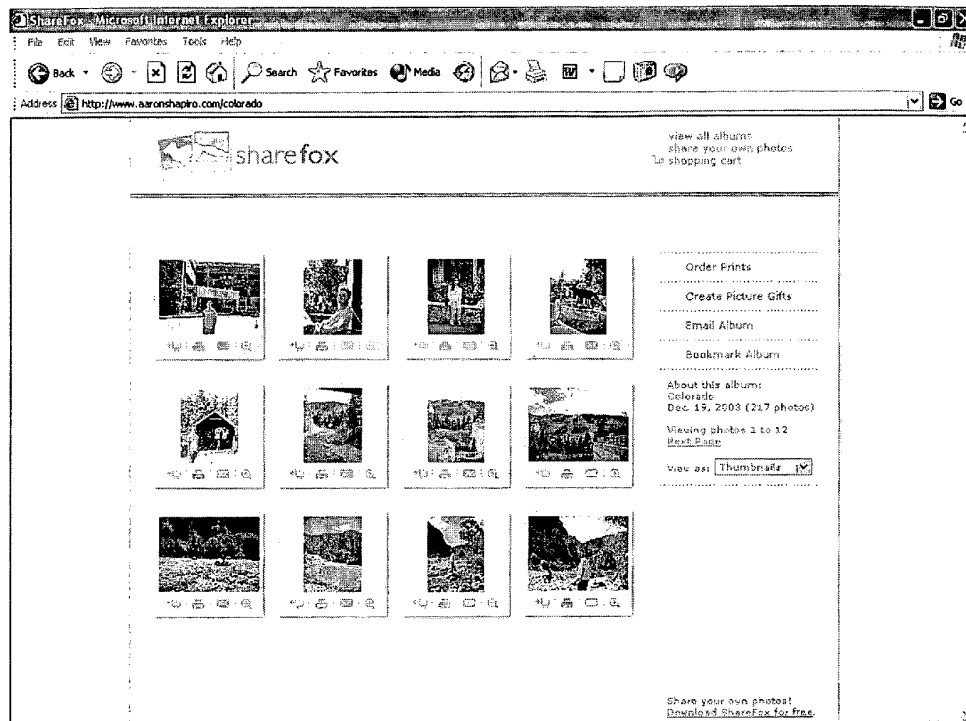 ShareFox - Microsoft Internet Explorer
File Edit View Favorites Tools Help
Back Search Favorites Media
Address http://www.aaronshapiro.com/colorado Go
sharefox
view all albums
share your own photos
shopping cart
Order Prints
Create Picture Gifts
Email Album
Bookmark Album
About this album:
Colorado
Dec. 19, 2003 (217 photos)
Viewing photos 1 to 12
Next Page
View as: Thumbnails
Share your own photos!
Download ShareFox for free.